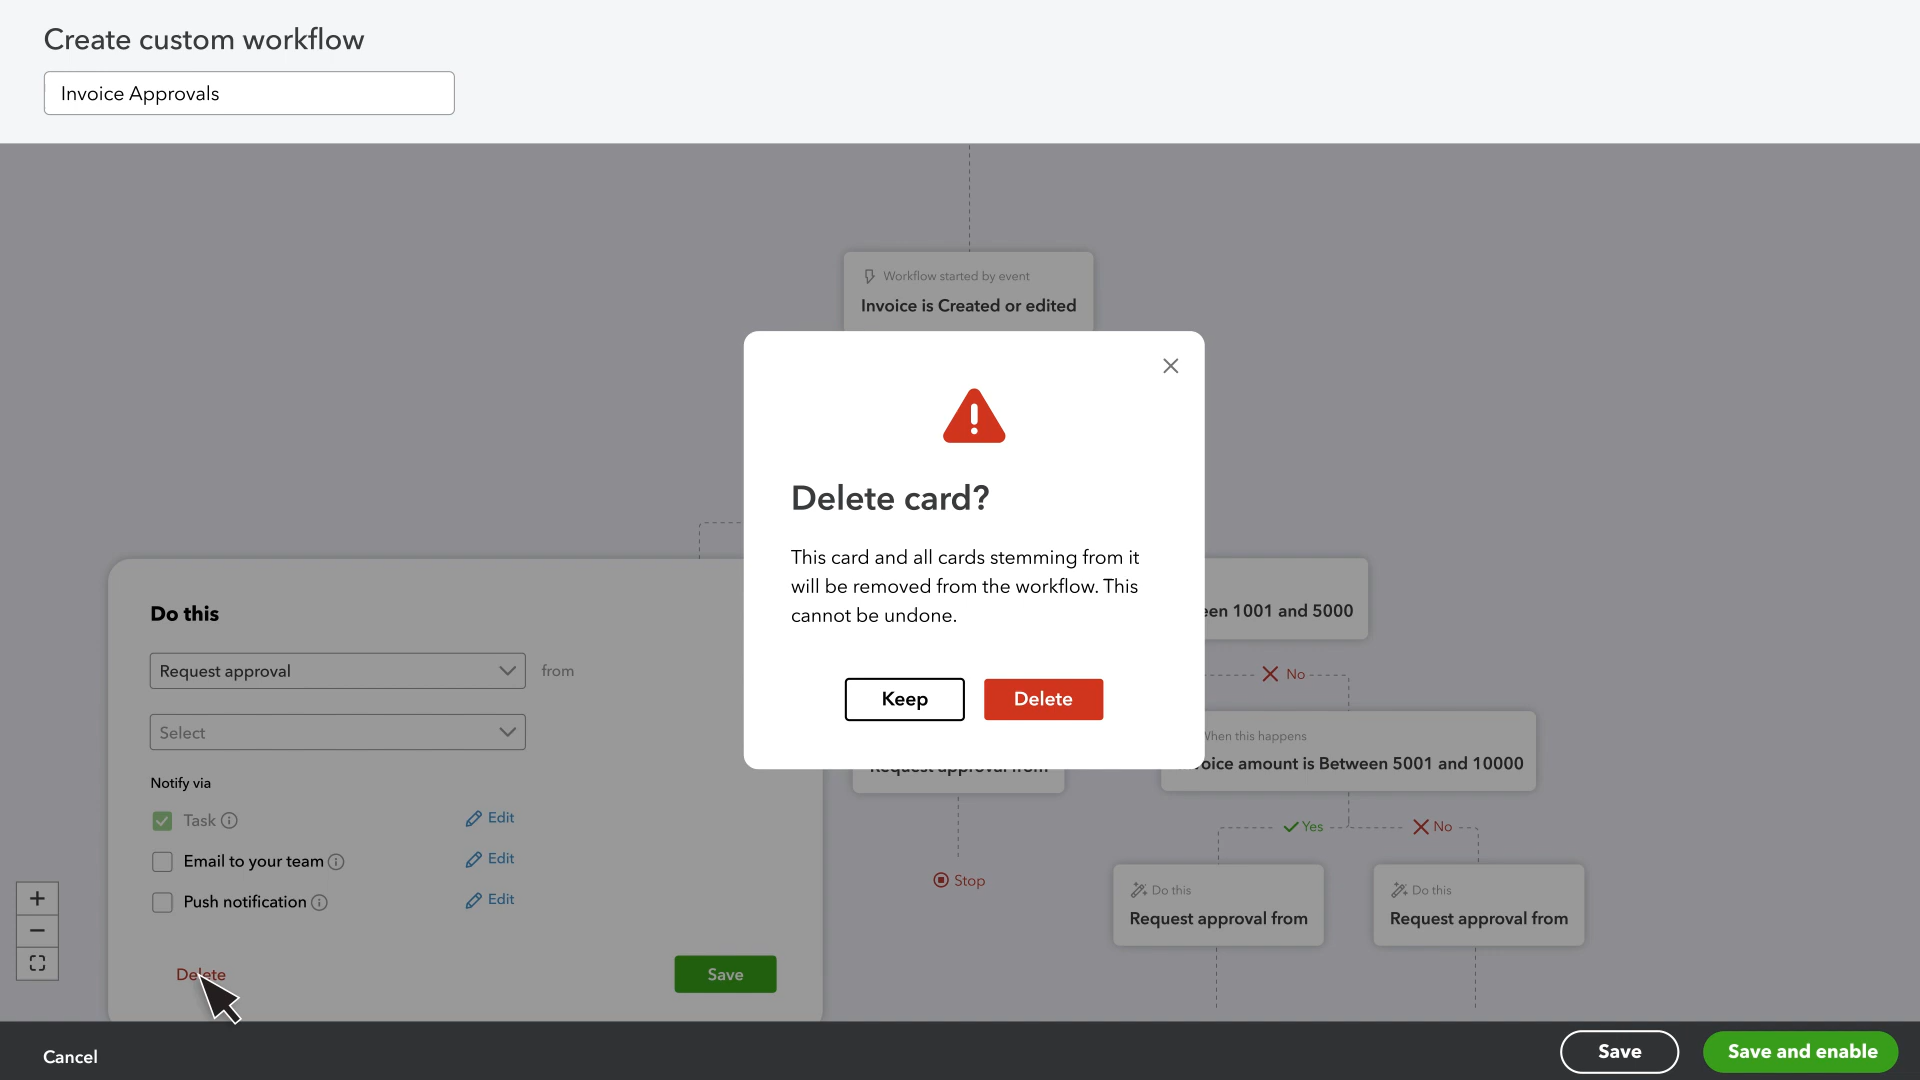 Create custom workflow
Invoice Approvals
Workflow started by event
Invoice is Created or edited
Delete card?
This card and all cards stemming from it
will be removed from the workflow. This
cannot be undone.
Keep
Delete
Do this
Request approval
from
Select
Notify via
Task
Edit
Email to your team
Edit
Push notification
Edit
Delete
Save
1001 and 5000
No
Request approval from
Stop
this happens
amount is Between 5001 and 10000
Yes
No
Do this
Request approval from
Do this
Request approval from
Cancel
Save
Save and enable